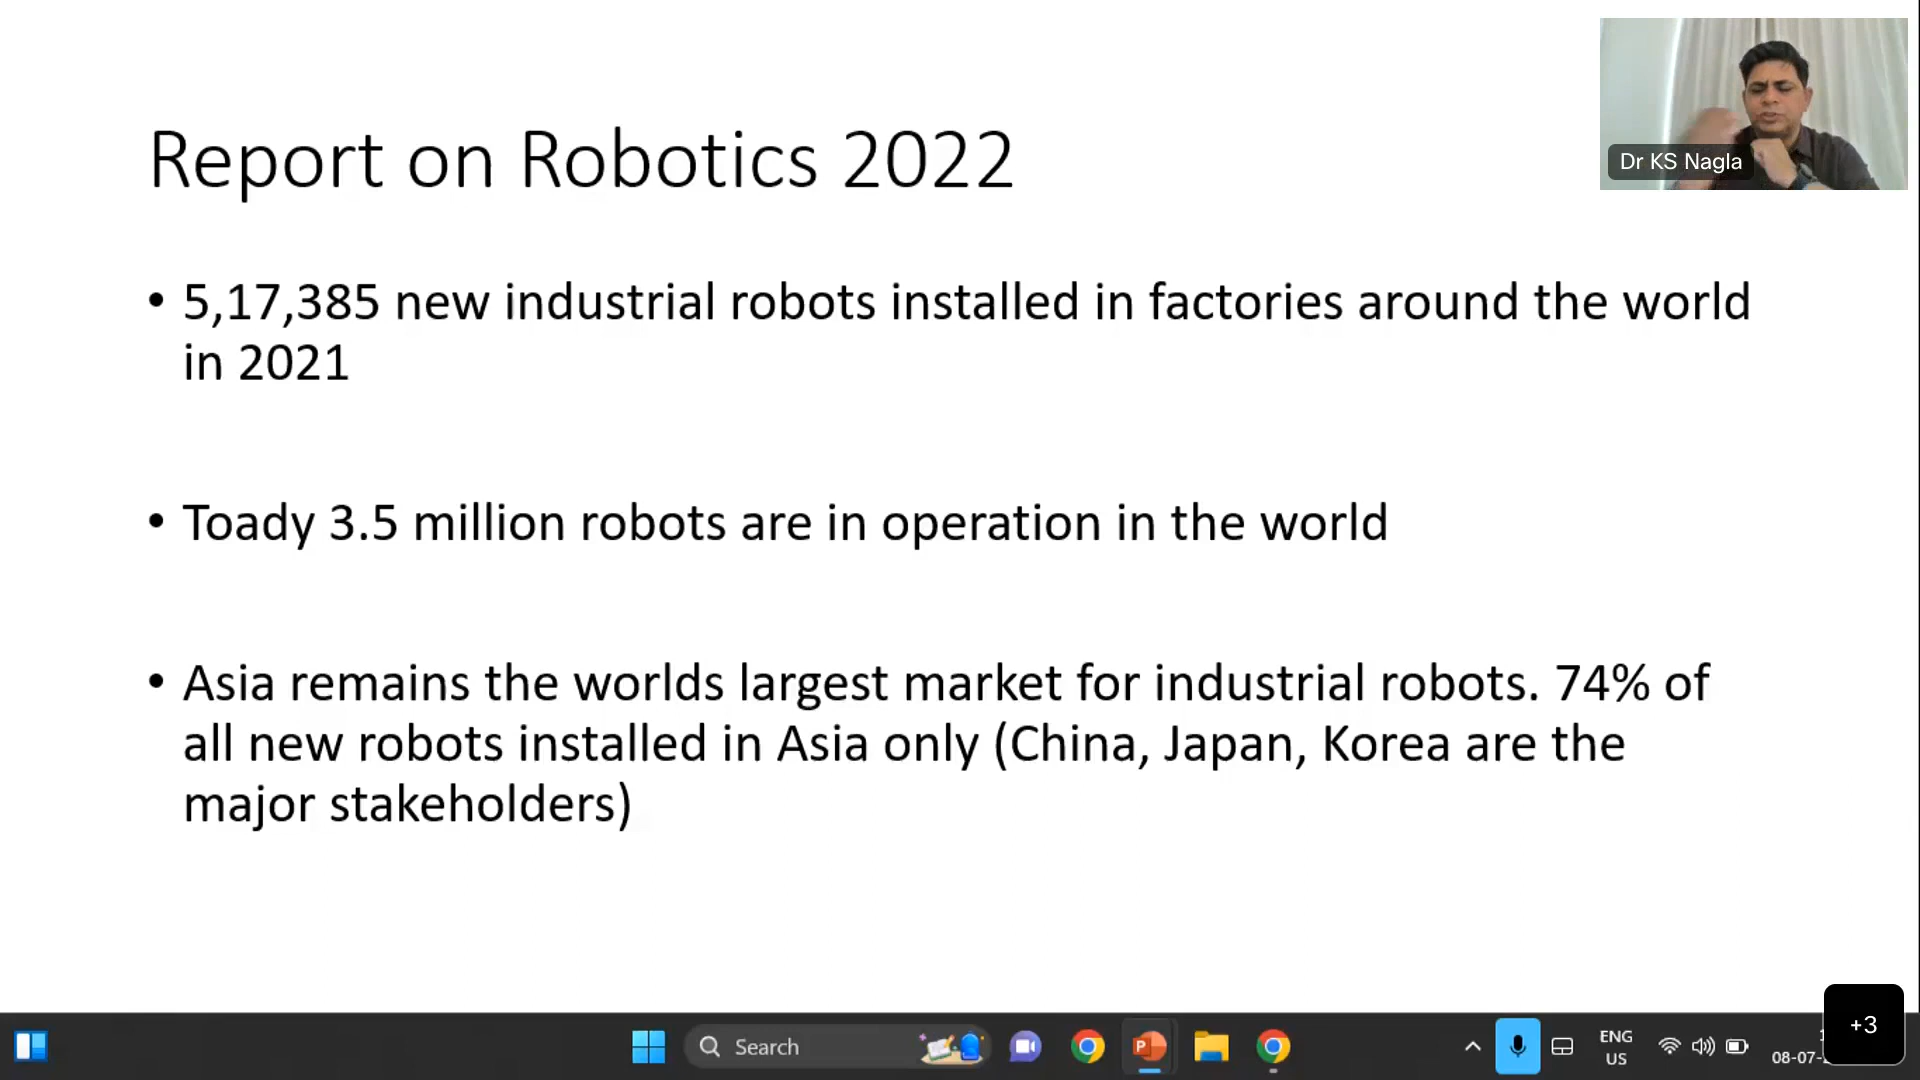 Report on Robotics 2022
Dr KS Nagla
• 5,17,385 new industrial robots installed in factories around the world
in 2021
• Toady 3.5 million robots are in operation in the world
• Asia remains the worlds largest market for industrial robots. 74% of
all new robots installed in Asia only (China, Japan, Korea are the
major stakeholders)
Search
ENG
US
08-07-
+3